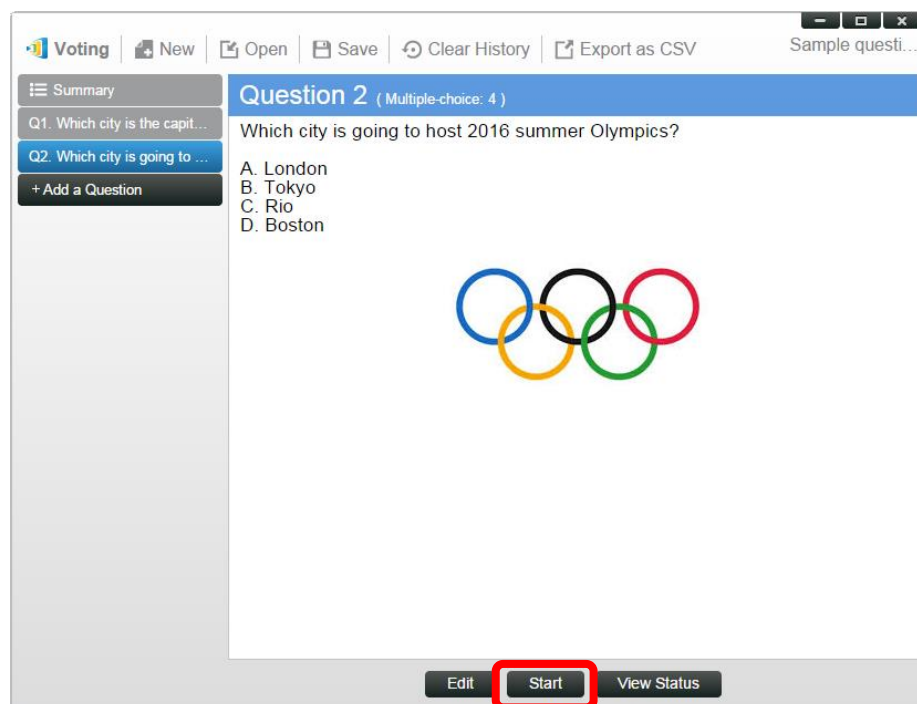 Voting New Open Save Clear History Export as CSV Sample questi...
Summary
Q1. Which city is the capit...
Q2. Which city is going to ...
+ Add a Question
Question 2 ( Multiple-choice: 4 )
Which city is going to host 2016 summer Olympics?
A. London
B. Tokyo
C. Rio
D. Boston
Edit Start View Status